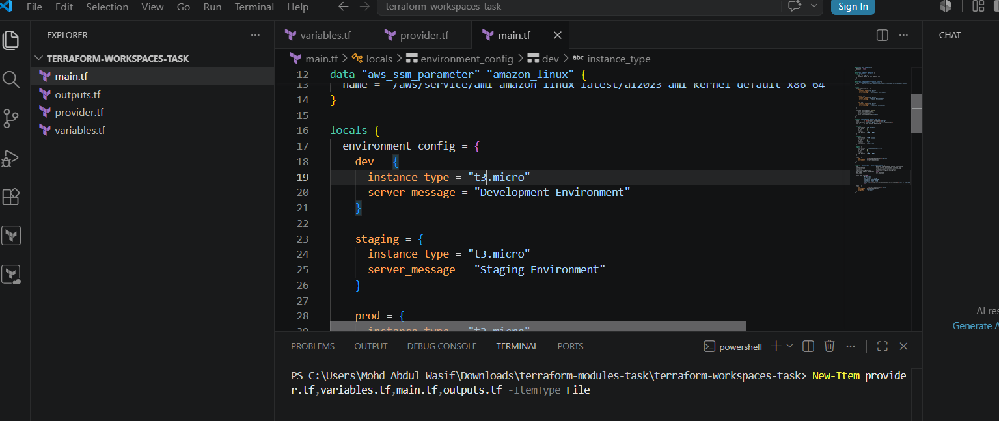 File Edit Selection View Go Run Terminal Help
terraform-workspaces-task
Sign In
EXPLORER
TERRAFORM-WORKSPACES-TASK
main.tf
outputs.tf
provider.tf
variables.tf
variables.tf provider.tf main.tf
main.tf > locals > environment_config > dev > abc instance_type
12 data "aws_ssm_parameter" "amazon_linux" {
13 name = "/aws/service/ami-amazon-linux-latest/al2023-ami-kernel-default-x86_64
14 }
15
16 locals {
17 environment_config = {
18 dev = {
19 instance_type = "t3.micro"
20 server_message = "Development Environment"
21 }
22
23 staging = {
24 instance_type = "t3.micro"
25 server_message = "Staging Environment"
26 }
27
28 prod = {
29 instance_type = "t3.micro"
PROBLEMS OUTPUT DEBUG CONSOLE TERMINAL PORTS
powershell
PS C:\Users\Mohd Abdul Wasif\Downloads\terraform-modules-task\terraform-workspaces-task> New-Item provide
r.tf,variables.tf,main.tf,outputs.tf -ItemType File
CHAT
AI res
Generate A